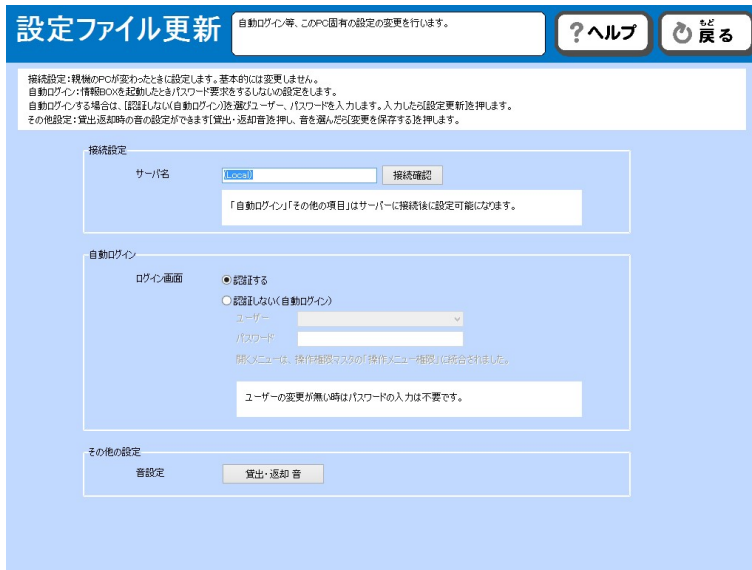 設定ファイル更新
自動ログイン等、このPC固有の設定の変更を行います。
?ヘルプ
もど
戻る
接続設定：親機のPCが変わったときに設定します。基本的には変更しません。
自動ログイン：情報BOXを起動したときパスワード要求をするしないの設定をします。
自動ログインする場合は、[認証しない(自動ログイン)]を選びユーザー、パスワードを入力します。入力したら[設定更新]を押します。
その他設定：貸出返却時の音の設定ができます[貸出・返却音]を押し、音を選んだら[変更を保存する]を押します。
接続設定
サーバ名
(Local)
接続確認
「自動ログイン」「その他の項目」はサーバーに接続後に設定可能になります。
自動ログイン
ログイン画面
認証する
認証しない(自動ログイン)
ユーザー
パスワード
開くメニューは、操作権限マスタの「操作メニュー権限」に統合されました。
ユーザーの変更が無い時はパスワードの入力は不要です。
その他の設定
音設定
貸出・返却 音